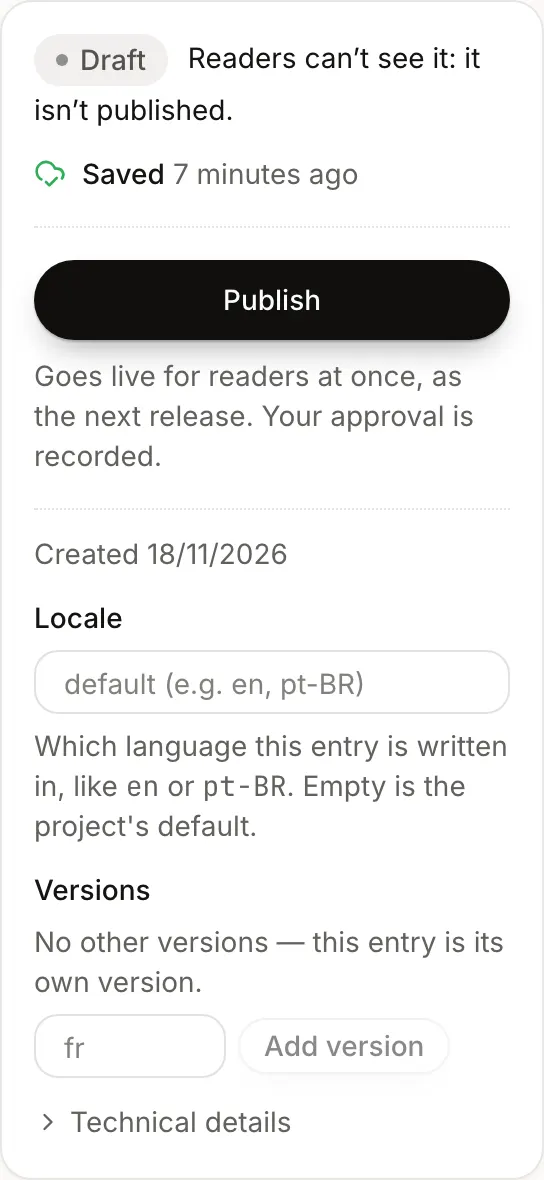 Draft Readers can’t see it: it
isn’t published.
Saved 7 minutes ago
Publish
Goes live for readers at once, as
the next release. Your approval is
recorded.
Created 18/11/2026
Locale
default (e.g. en, pt-BR)
Which language this entry is written
in, like en or pt-BR. Empty is the
project's default.
Versions
No other versions — this entry is its
own version.
fr Add version
Technical details